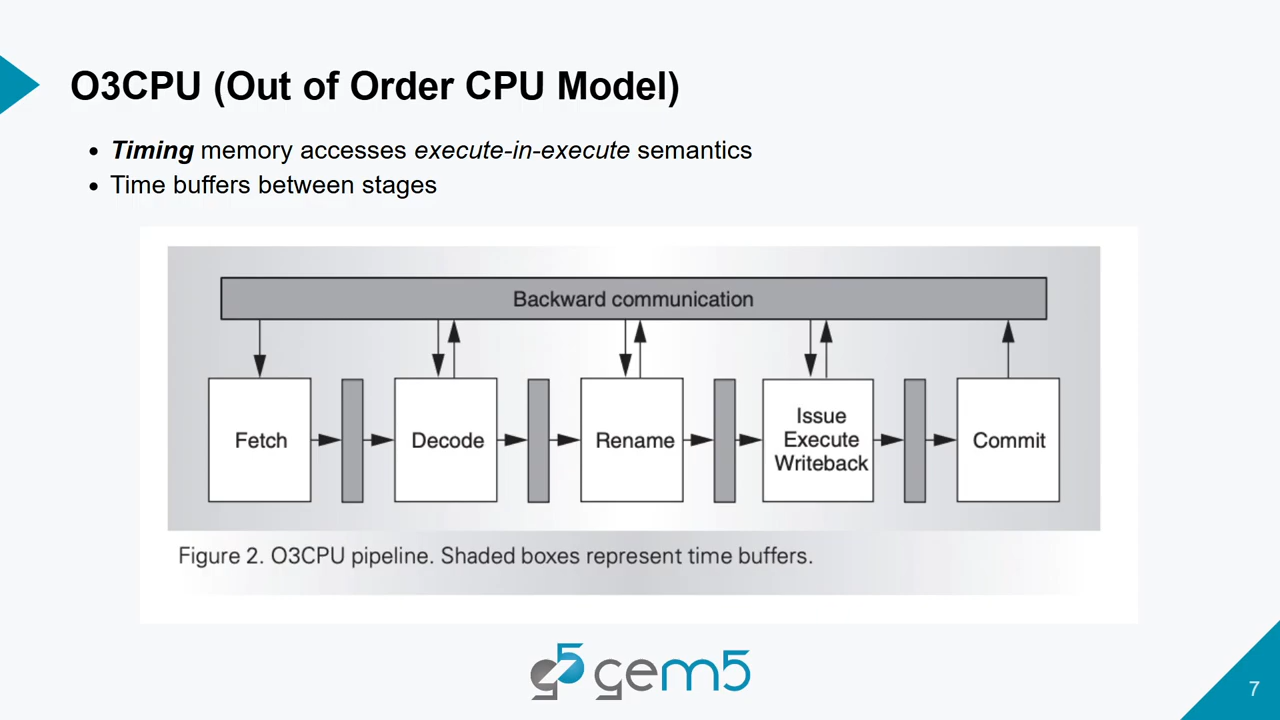 O3CPU (Out of Order CPU Model)
Timing memory accesses execute-in-execute semantics
Time buffers between stages
Backward communication
Fetch
Decode
Rename
Issue
Execute
Writeback
Commit
Figure 2. O3CPU pipeline. Shaded boxes represent time buffers.
g5 gem5
7